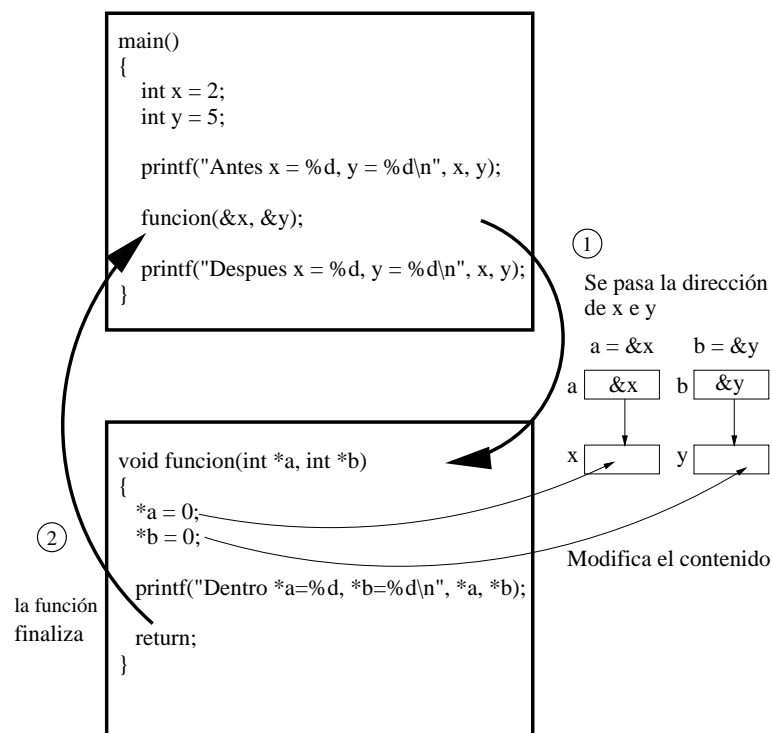 main()
{
int x = 2;
int y = 5;
printf("Antes x = %d, y = %d\n", x, y);
funcion(&x, &y);
printf("Despues x = %d, y = %d\n", x, y);
}
1
Se pasa la dirección
de x e y
a = &x b = &y
a &x b &y
x y
void funcion(int *a, int *b)
{
*a = 0;
*b = 0;
printf("Dentro *a=%d, *b=%d\n", *a, *b);
return;
}
2
la función
finaliza
Modifica el contenido